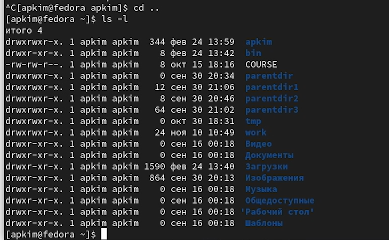 ^C[apkim@fedora apkim]$ cd ..
[apkim@fedora ~]$ ls -l
итого 4
drwxrwxr-x. 1 apkim apkim 344 фев 24 13:59 apkim
drwxr-xr-x. 1 apkim apkim 8 фев 24 13:42 bin
-rw-rw-r--. 1 apkim apkim 8 окт 15 18:16 COURSE
drwxrwxr-x. 1 apkim apkim 0 сен 30 20:34 parentdir
drwxrwxr-x. 1 apkim apkim 12 сен 30 21:06 parentdir1
drwxrwxr-x. 1 apkim apkim 8 сен 30 20:46 parentdir2
drwxrwxr-x. 1 apkim apkim 64 сен 30 21:02 parentdir3
drwxrwxr-x. 1 apkim apkim 0 окт 30 18:31 tmp
drwxrwxr-x. 1 apkim apkim 24 ноя 10 10:49 work
drwxr-xr-x. 1 apkim apkim 0 сен 16 00:18 Видео
drwxr-xr-x. 1 apkim apkim 0 сен 16 00:18 Документы
drwxr-xr-x. 1 apkim apkim 1590 фев 24 13:40 Загрузки
drwxr-xr-x. 1 apkim apkim 864 сен 30 20:13 Изображения
drwxr-xr-x. 1 apkim apkim 0 сен 16 00:18 Музыка
drwxr-xr-x. 1 apkim apkim 0 сен 16 00:18 Общедоступные
drwxr-xr-x. 1 apkim apkim 0 сен 16 00:18 'Рабочий стол'
drwxr-xr-x. 1 apkim apkim 0 сен 16 00:18 Шаблоны
[apkim@fedora ~]$